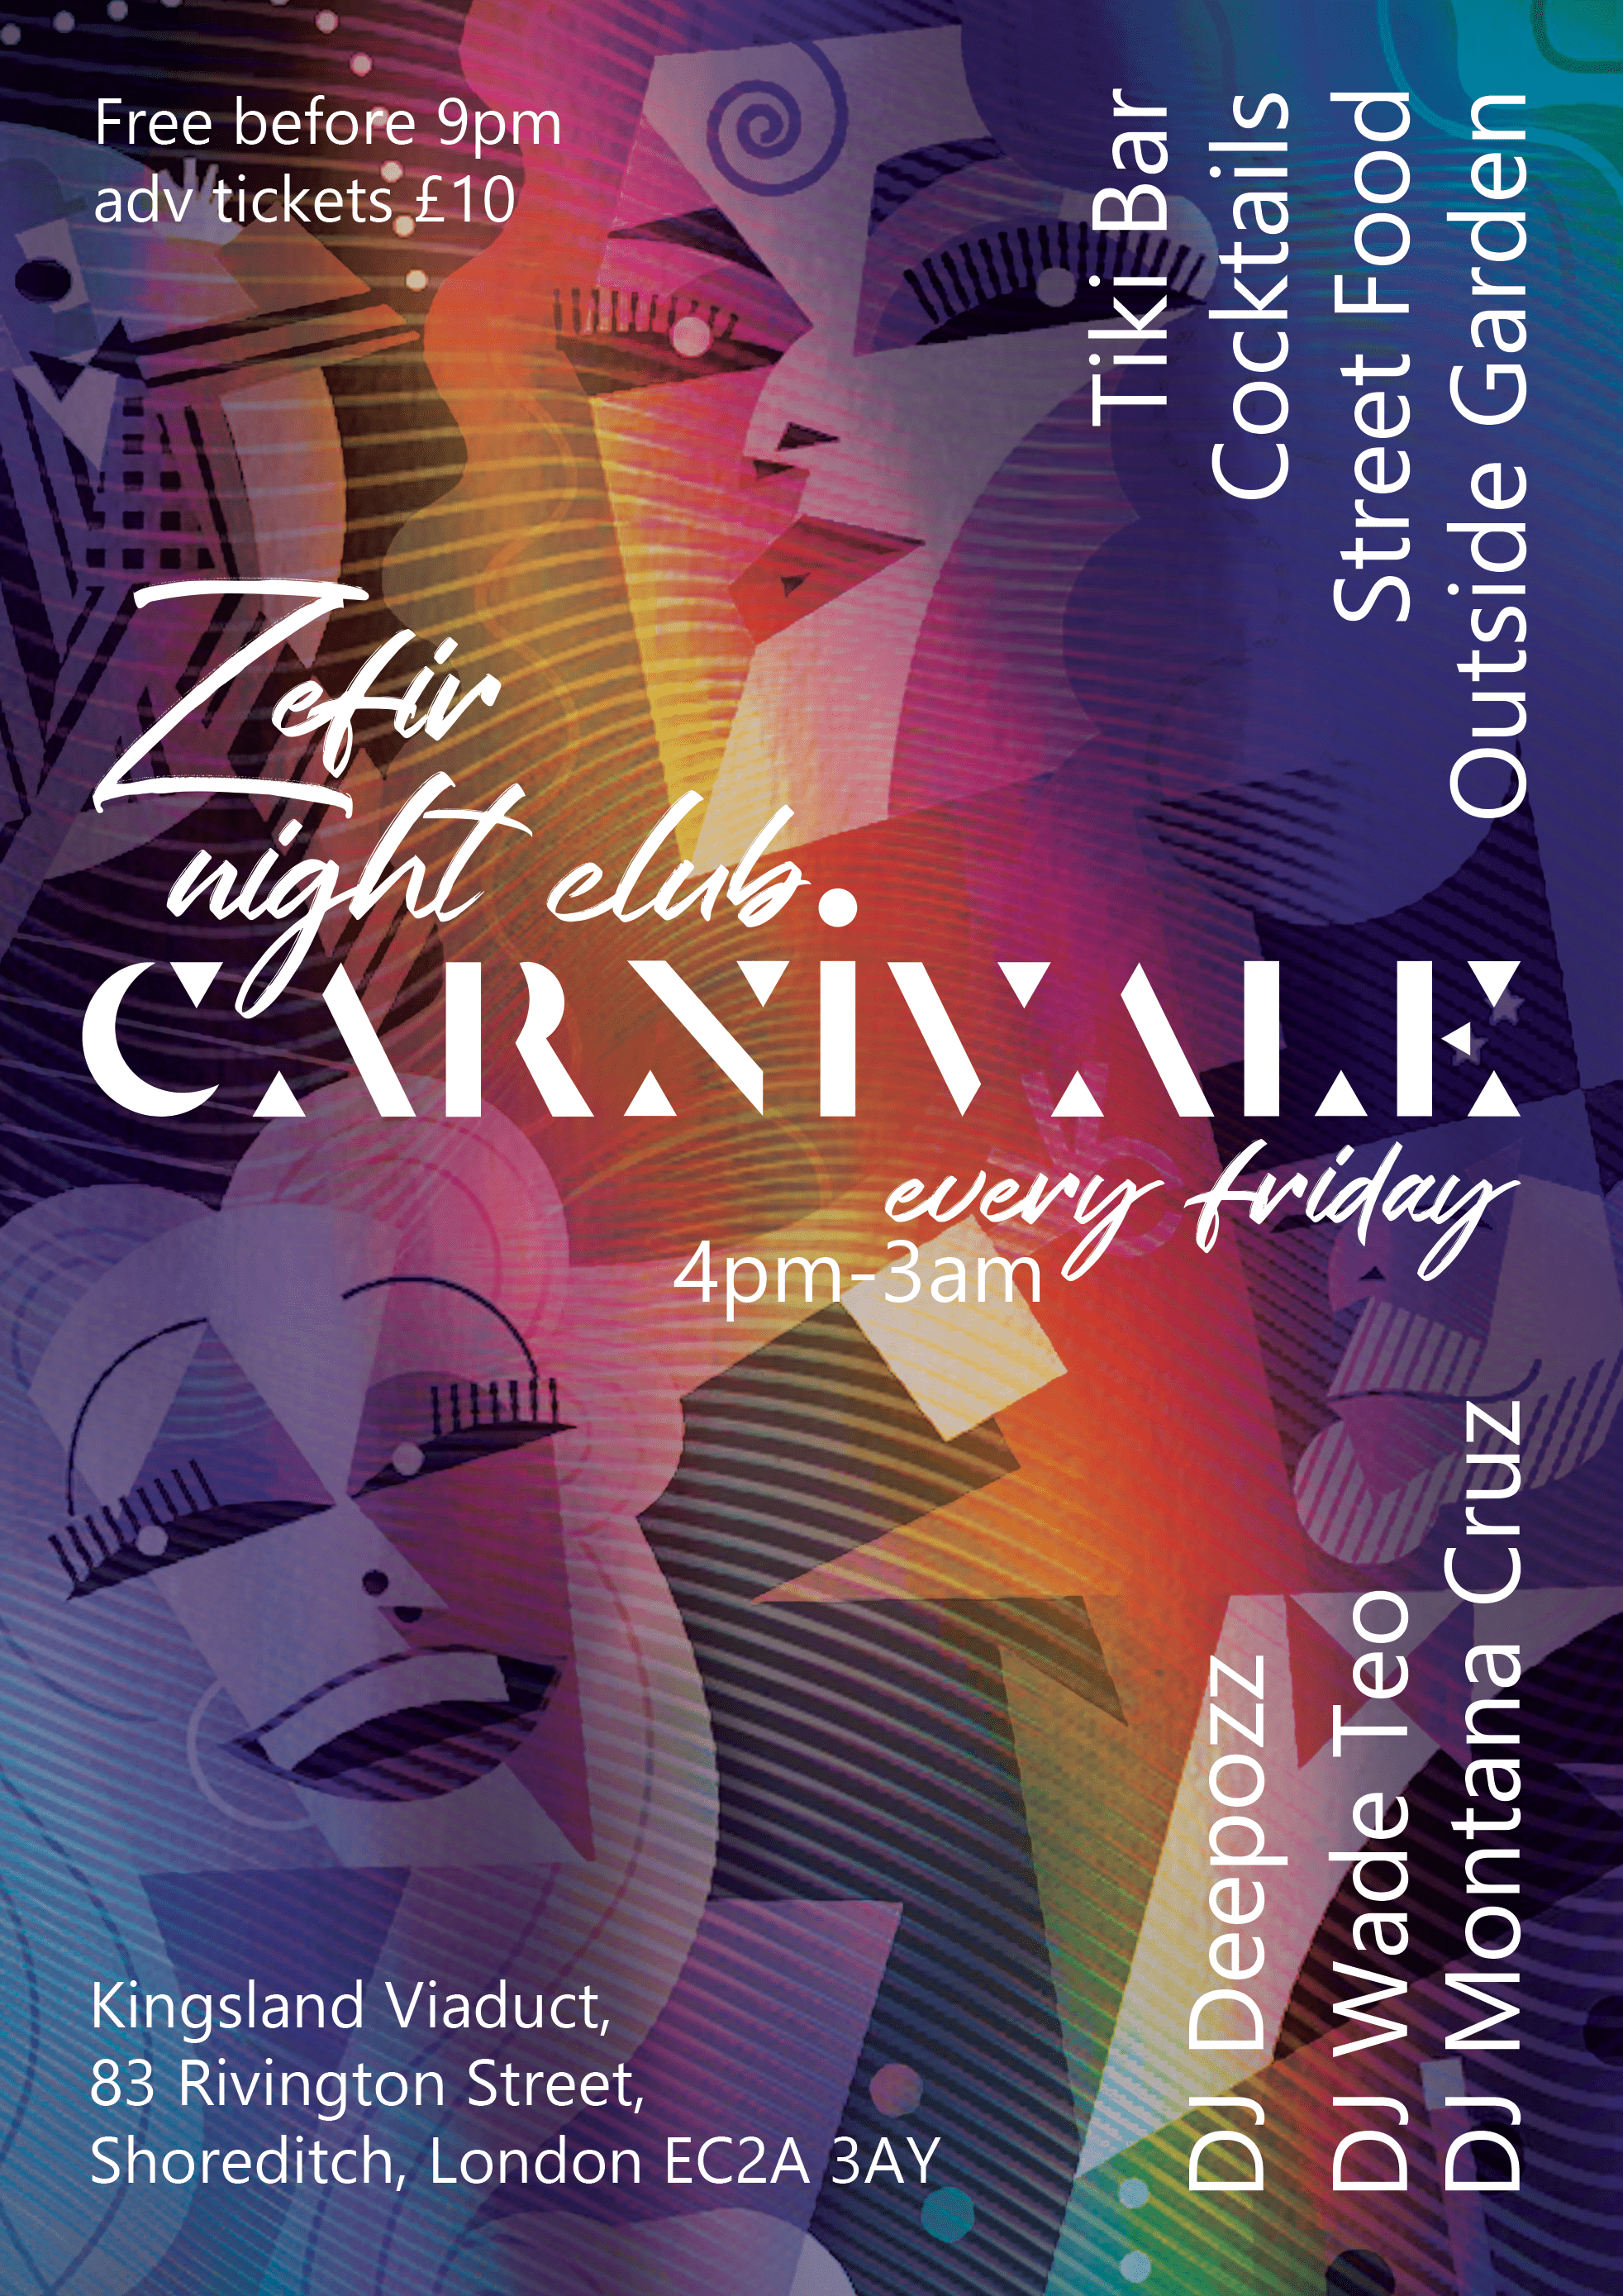 Free before 9pm
adv tickets £10
Tiki Bar
Cocktails
Street Food
Outside Garden
Zefir
night club.
CARNIVALE
every friday
4pm-3am
DJ Deepozz
DJ Wade Teo
DJ Montana Cruz
Kingsland Viaduct,
83 Rivington Street,
Shoreditch, London EC2A 3AY